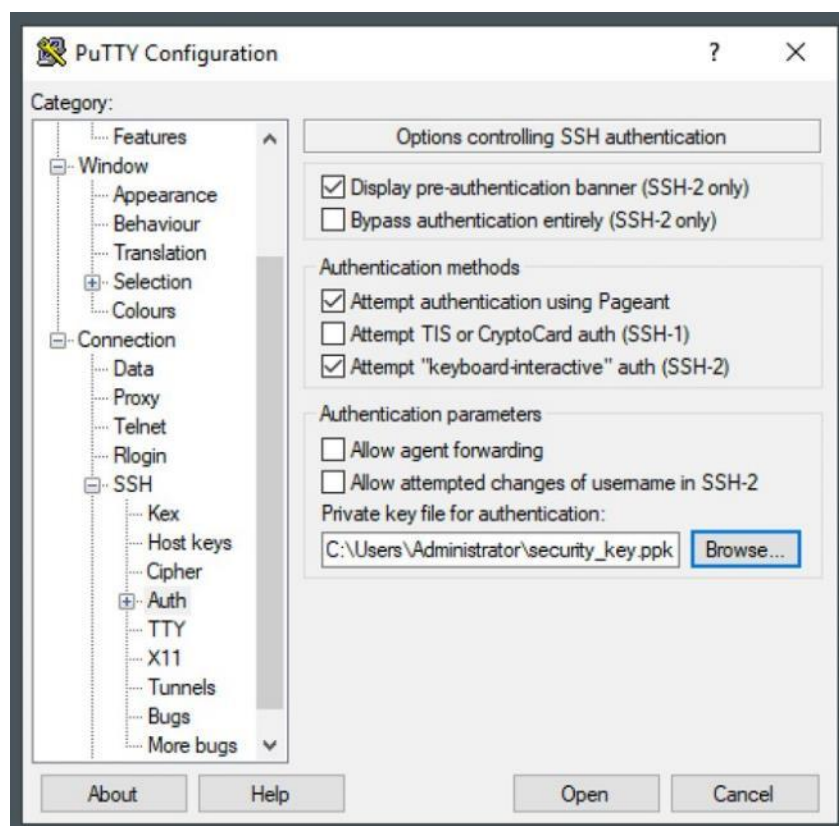 PuTTY Configuration
?
Category:
Features
Window
Appearance
Behaviour
Translation
Selection
Colours
Connection
Data
Proxy
Telnet
Rlogin
SSH
Kex
Host keys
Cipher
Auth
TTY
X11
Tunnels
Bugs
More bugs
Options controlling SSH authentication
Display pre-authentication banner (SSH-2 only)
Bypass authentication entirely (SSH-2 only)
Authentication methods
Attempt authentication using Pageant
Attempt TIS or CryptoCard auth (SSH-1)
Attempt "keyboard-interactive" auth (SSH-2)
Authentication parameters
Allow agent forwarding
Allow attempted changes of username in SSH-2
Private key file for authentication:
C:\Users\Administrator\security_key.ppk
Browse...
About
Help
Open
Cancel